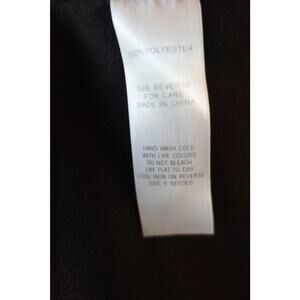 100% POLYESTER
SEE REVERSE
FOR CARE
MADE IN CHINA
HAND WASH COLD
WITH LIKE COLORS
DO NOT BLEACH
LAY FLAT TO DRY
COOL IRON ON REVERSE
SIDE IF NEEDED